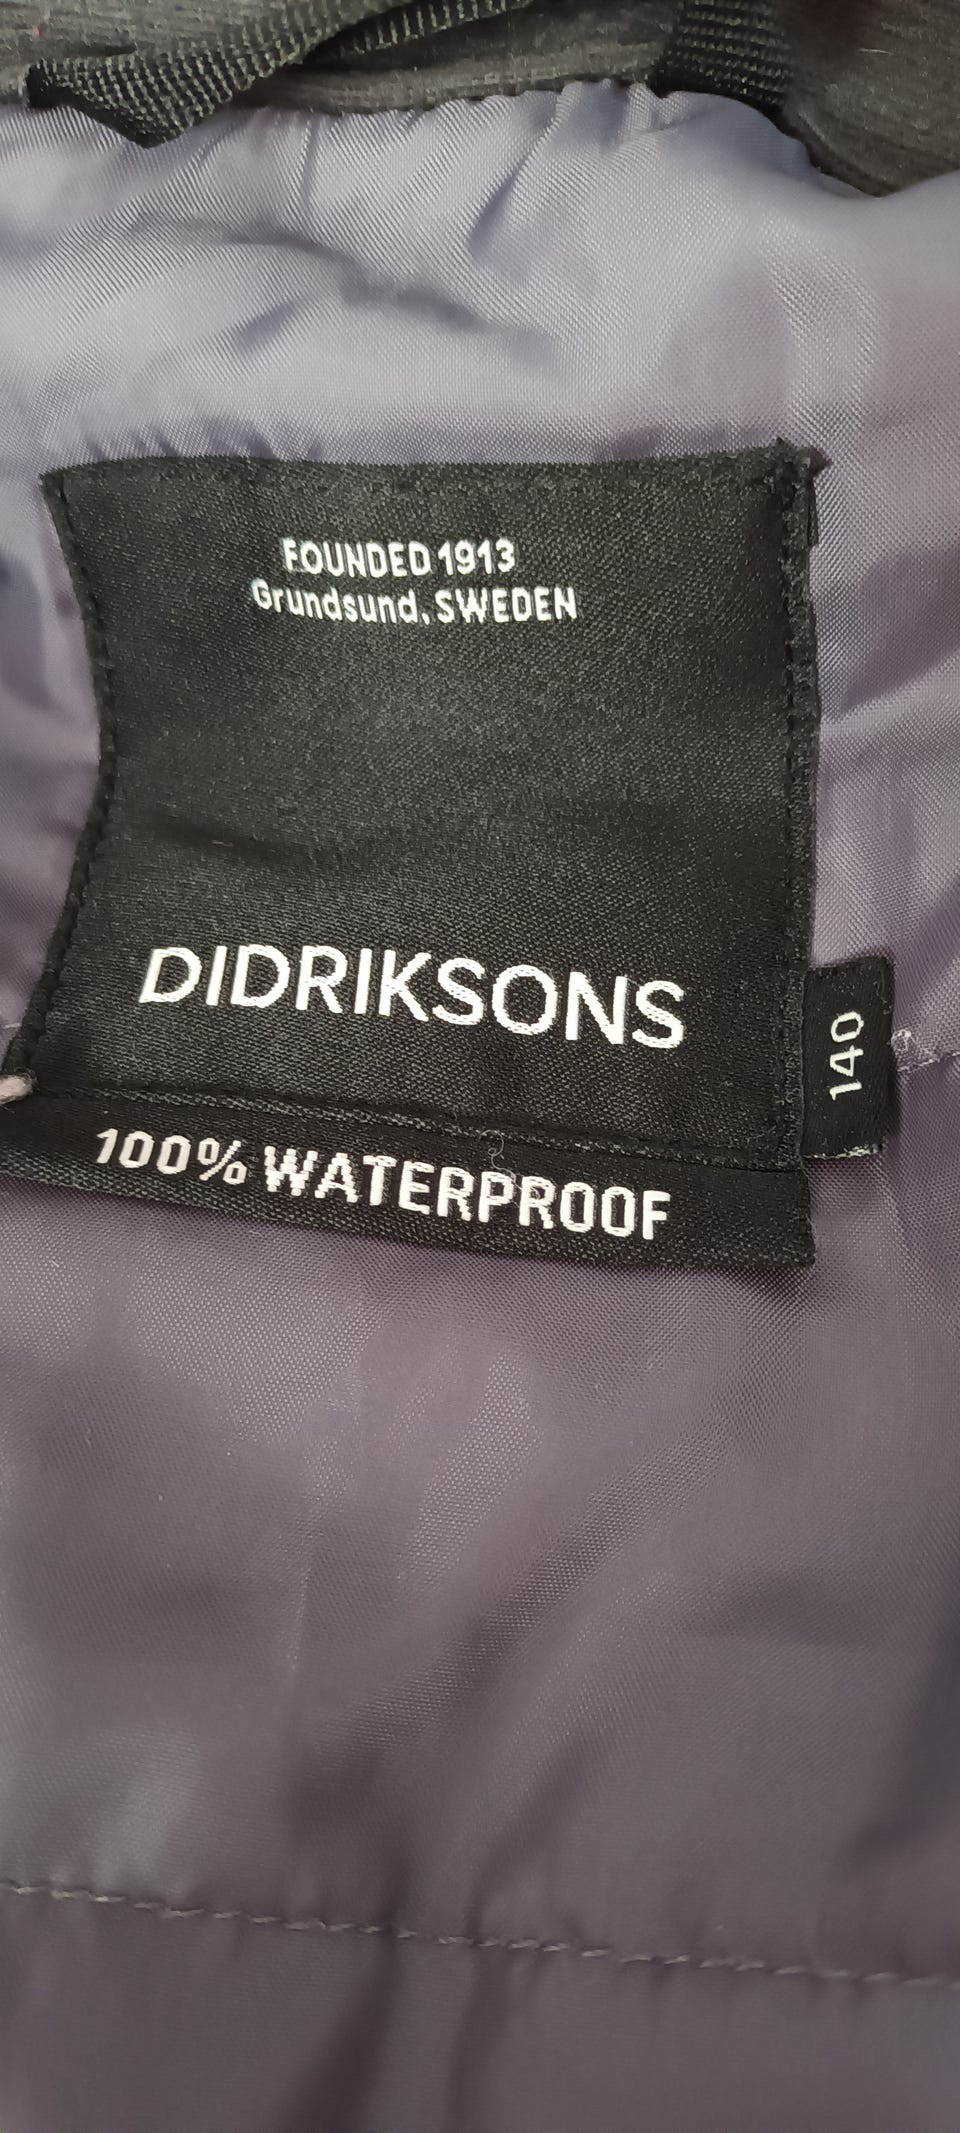 FOUNDED 1913
Grundsund, SWEDEN
DIDRIKSONS
140
100% WATERPROOF